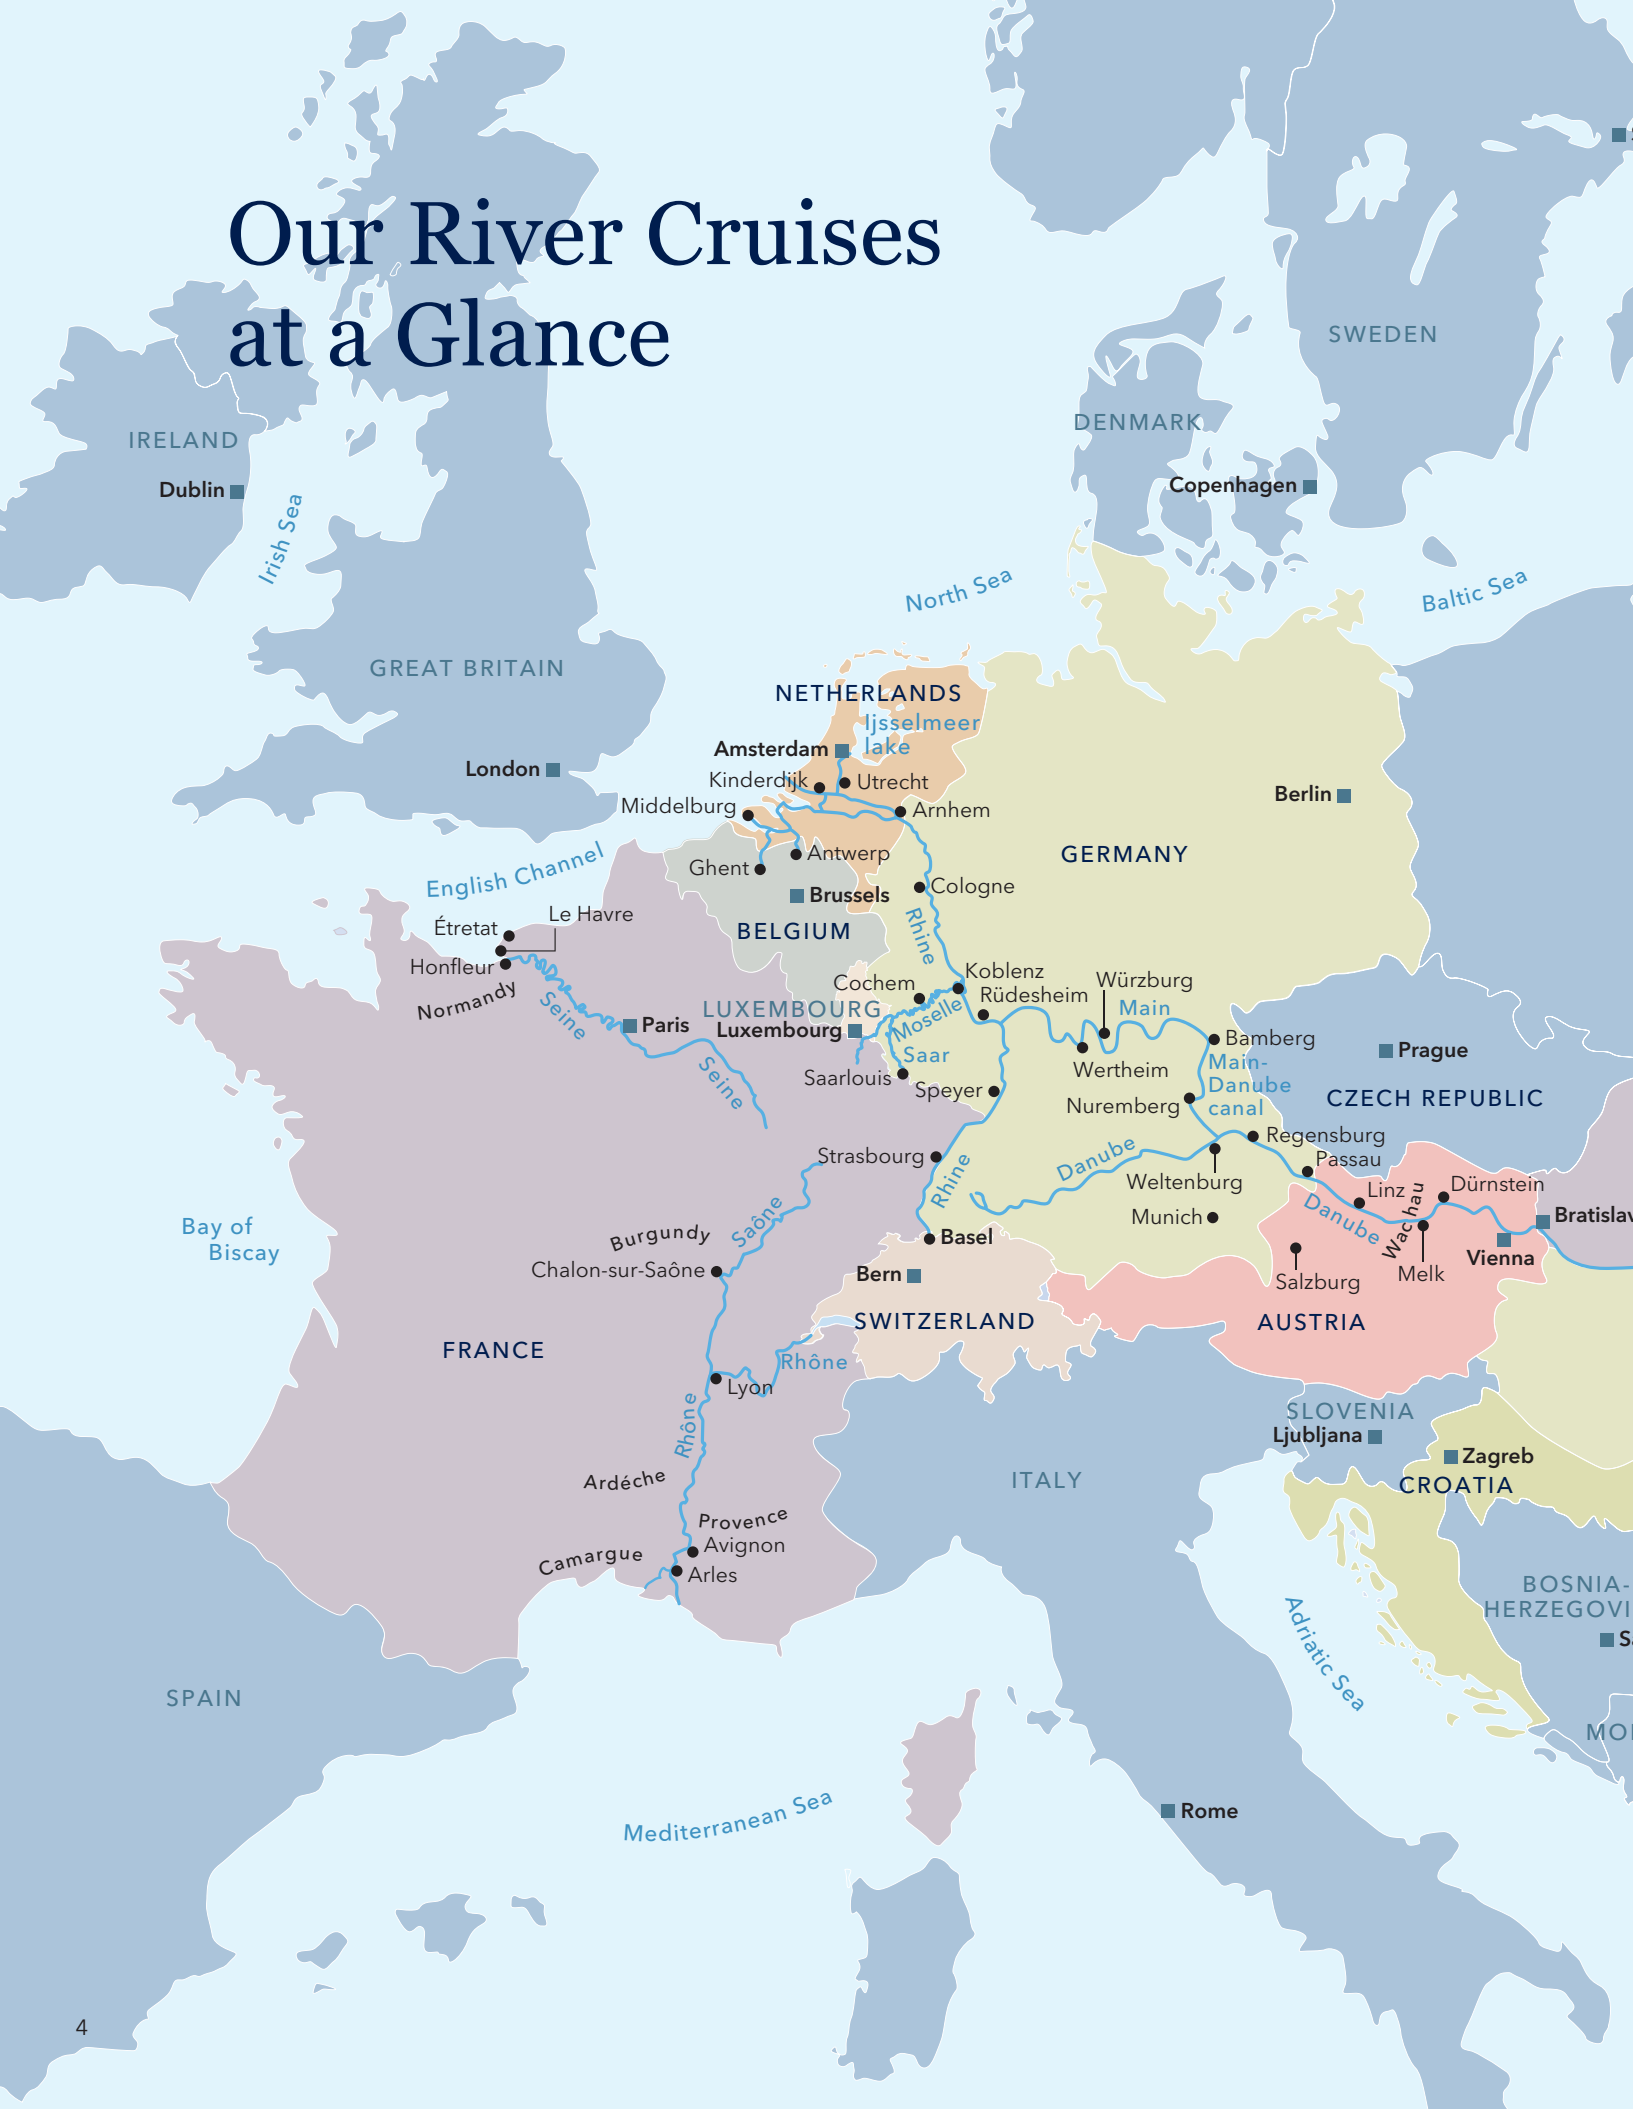 Our River Cruises
at a Glance
SWEDEN
DENMARK
Copenhagen
IRELAND
Dublin
Irish Sea
North Sea
Baltic Sea
GREAT BRITAIN
London
NETHERLANDS
Ijsselmeer
lake
Amsterdam
Kinderdijk
Utrecht
Middelburg
Arnhem
Berlin
GERMANY
English Channel
Ghent
Antwerp
Brussels
BELGIUM
Cologne
Rhine
Étretat
Le Havre
Honfleur
Normandy
Seine
Paris
Seine
LUXEMBOURG
Luxembourg
Cochem
Koblenz
Rüdesheim
Moselle
Saar
Saarlouis
Speyer
Würzburg
Main
Wertheim
Bamberg
Main-
Danube
canal
Nuremberg
Prague
CZECH REPUBLIC
Regensburg
Passau
Strasbourg
Rhine
Danube
Weltenburg
Munich
Linz
Wachau
Dürnstein
Danube
Bratislav
Vienna
Melk
Salzburg
AUSTRIA
Bay of
Biscay
Burgundy
Saône
Chalon-sur-Saône
Basel
Bern
SWITZERLAND
FRANCE
Rhône
Lyon
Rhône
SLOVENIA
Ljubljana
Zagreb
CROATIA
ITALY
Ardéche
Provence
Avignon
Camargue
Arles
BOSNIA-
HERZEGOVI
Sa
Adriatic Sea
SPAIN
MO
Mediterranean Sea
Rome
4